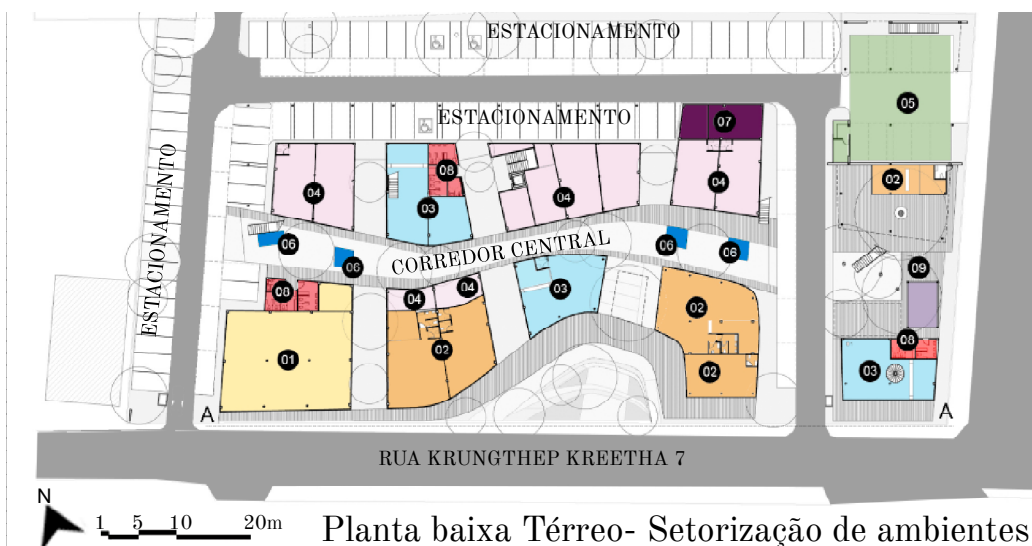 ESTACIONAMENTO
05
07
ESTACIONAMENTO
ESTACIONAMENTO
08
02
04
03
04
04
06
06
CORREDOR CENTRAL
06
06
09
08
04
04
03
02
08
01
02
02
03
A
A
RUA KRUNGTHEP KREETHA 7
N
1 5 10 20m
Planta baixa Térreo- Setorização de ambientes